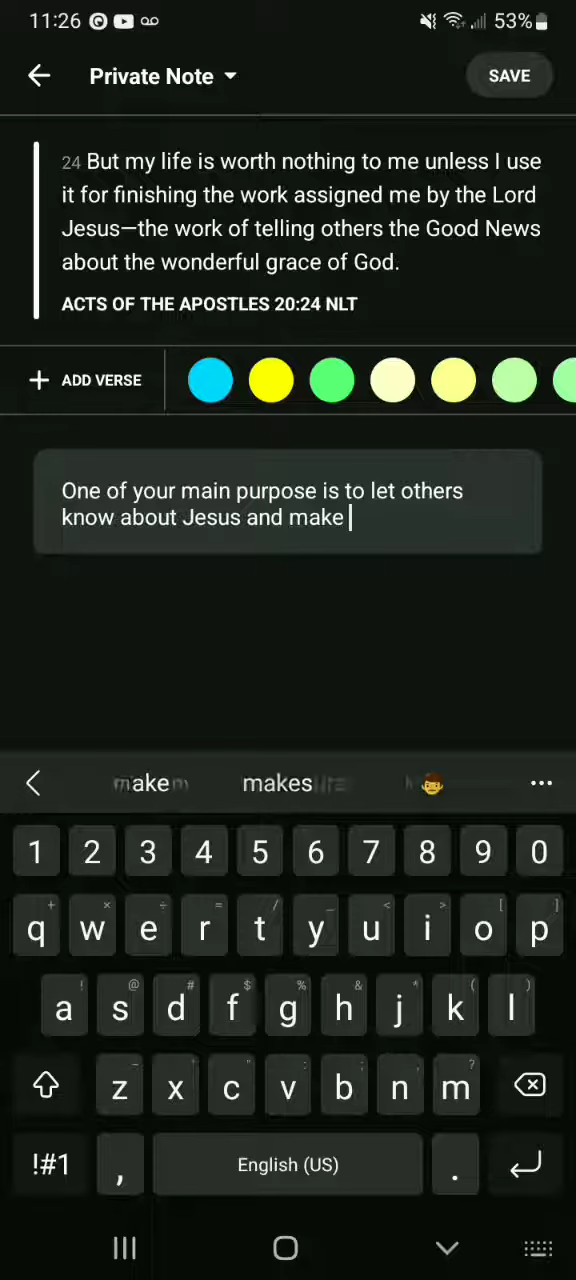 11:26 53%
Private Note SAVE
24 But my life is worth nothing to me unless I use
it for finishing the work assigned me by the Lord
Jesus—the work of telling others the Good News
about the wonderful grace of God.
ACTS OF THE APOSTLES 20:24 NLT
+ ADD VERSE
One of your main purpose is to let others
know about Jesus and make
make makes
1 2 3 4 5 6 7 8 9 0
+ × ÷ = / _ < > [ ]
q w e r t y u i o p
! @ # $ % & * ( )
a s d f g h j k l
z x c v b n m ?
!#1 , English (US) .